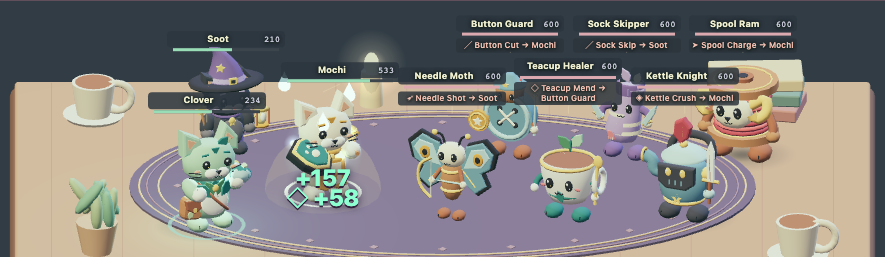 Soot 210
Mochi 533
Clover 234
Button Guard 600
⟋ Button Cut → Mochi
Sock Skipper 600
⟋ Sock Skip → Soot
Spool Ram 600
➤ Spool Charge → Mochi
Needle Moth 600
➶ Needle Shot → Soot
Teacup Healer 600
◇ Teacup Mend → Button Guard
Kettle Knight 600
◈ Kettle Crush → Mochi
+157
◇ +58